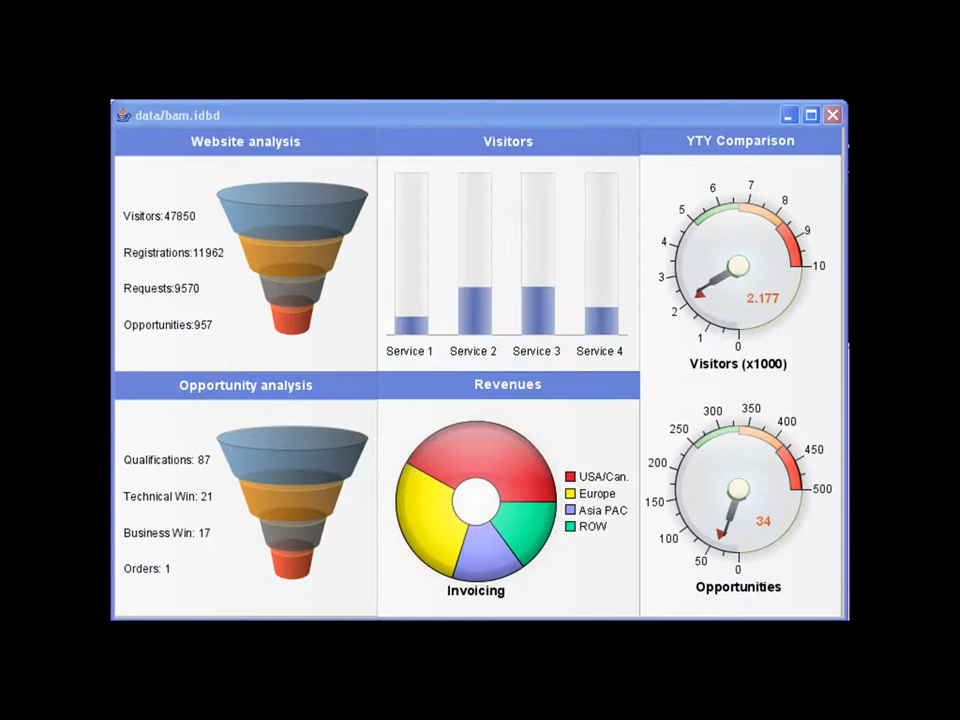 data/bam.idbd
Website analysis
Visitors:47850
Registrations:11962
Requests:9570
Opportunities:957
Visitors
Service 1 Service 2 Service 3 Service 4
YTY Comparison
0 1 2 3 4 5 6 7 8 9 10
2.177
Visitors (x1000)
Opportunity analysis
Qualifications: 87
Technical Win: 21
Business Win: 17
Orders: 1
Revenues
USA/Can.
Europe
Asia PAC
ROW
Invoicing
0 50 100 150 200 250 300 350 400 450 500
34
Opportunities